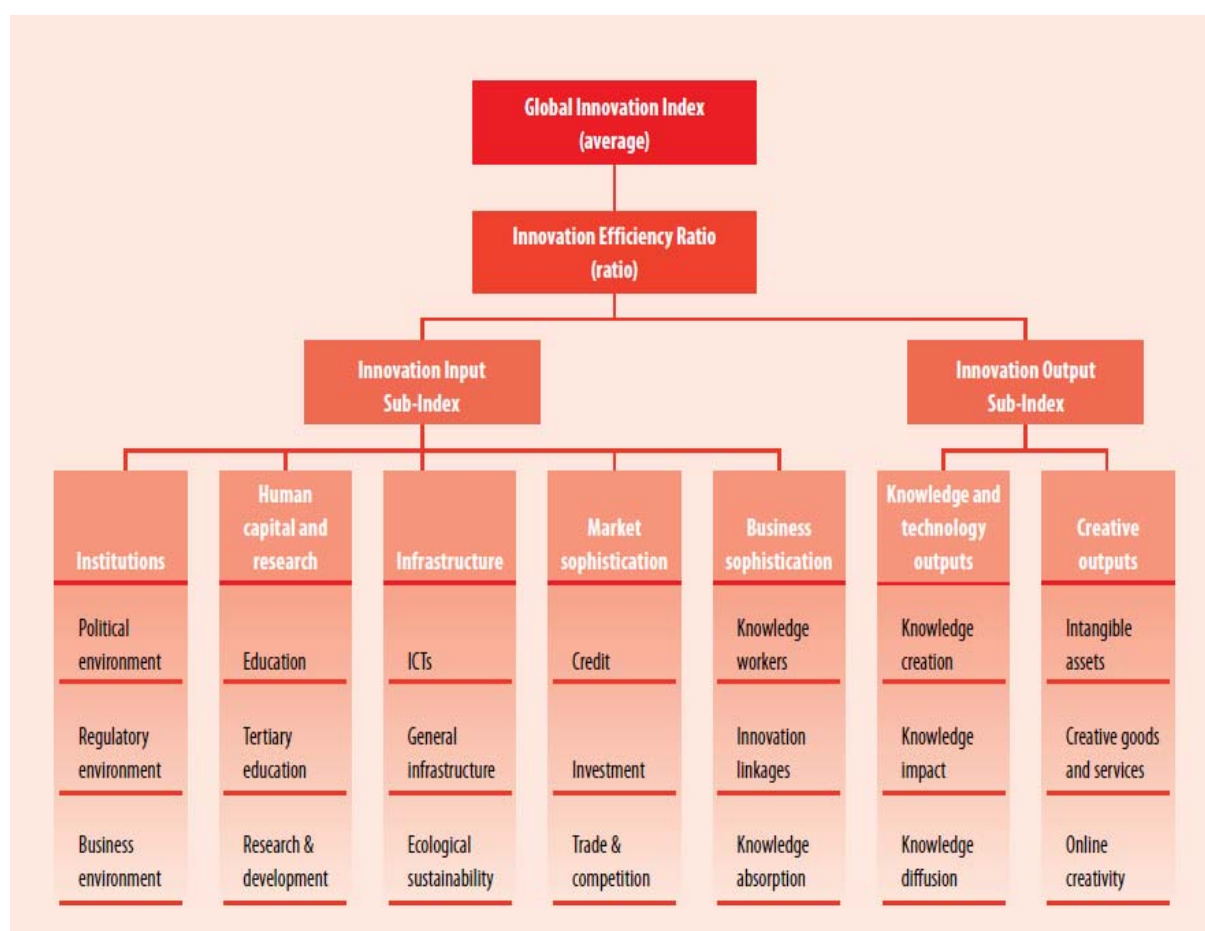 Global Innovation Index
(average)
Innovation Efficiency Ratio
(ratio)
Innovation Input
Sub-Index
Innovation Output
Sub-Index
Institutions
Human
capital and
research
Infrastructure
Market
sophistication
Business
sophistication
Knowledge and
technology
outputs
Creative
outputs
Political
environment
Education
ICTs
Credit
Knowledge
workers
Knowledge
creation
Intangible
assets
Regulatory
environment
Tertiary
education
General
infrastructure
Investment
Innovation
linkages
Knowledge
impact
Creative goods
and services
Business
environment
Research &
development
Ecological
sustainability
Trade &
competition
Knowledge
absorption
Knowledge
diffusion
Online
creativity